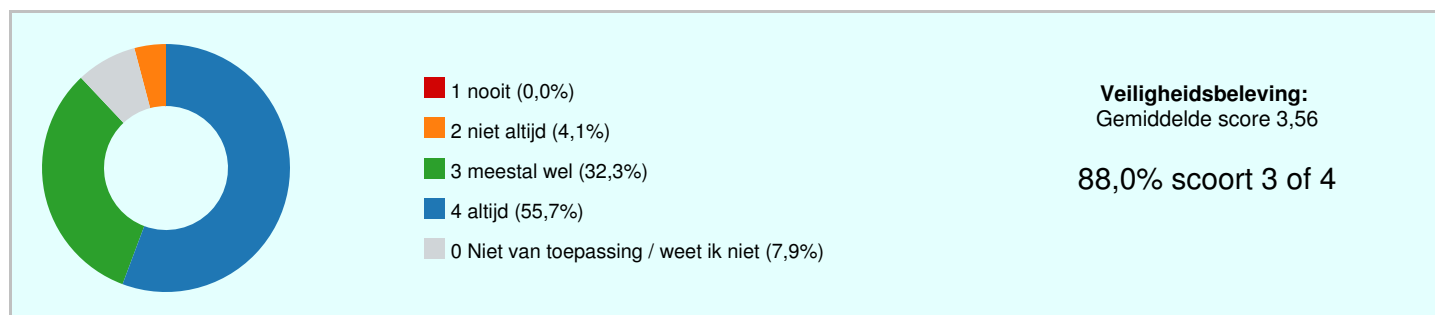 1 nooit (0,0%)
2 niet altijd (4,1%)
3 meestal wel (32,3%)
4 altijd (55,7%)
0 Niet van toepassing / weet ik niet (7,9%)
Veiligheidsbeleving:
Gemiddelde score 3,56
88,0% scoort 3 of 4